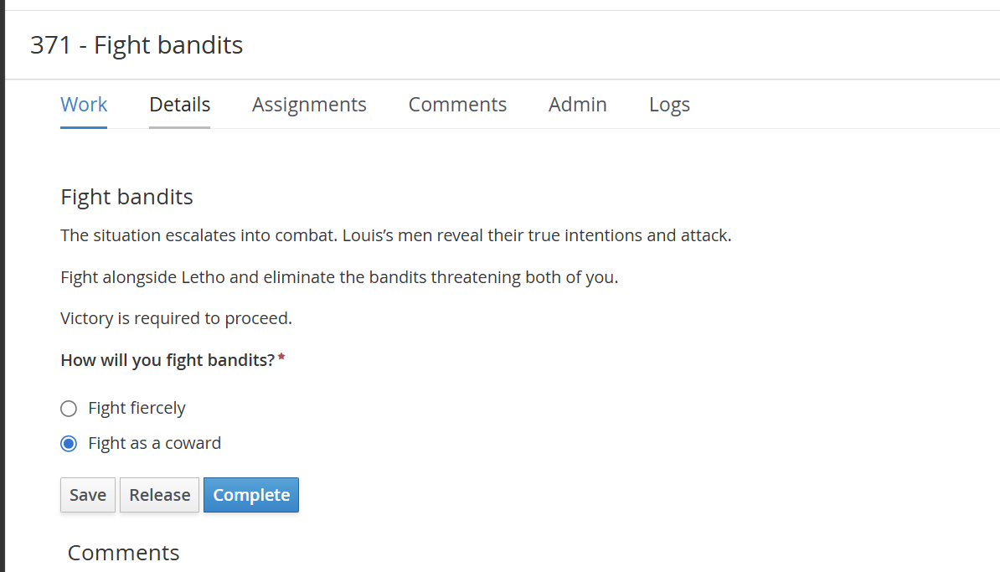 371 - Fight bandits
Work Details Assignments Comments Admin Logs
Fight bandits
The situation escalates into combat. Louis’s men reveal their true intentions and attack.
Fight alongside Letho and eliminate the bandits threatening both of you.
Victory is required to proceed.
How will you fight bandits?*
Fight fiercely
Fight as a coward
Save Release Complete
Comments